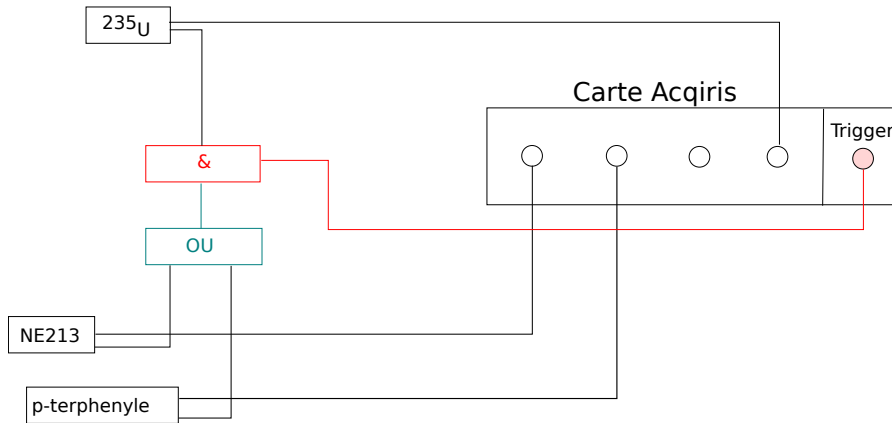 235U
Carte Acqiris
Trigger
&
OU
NE213
p-terphenyle